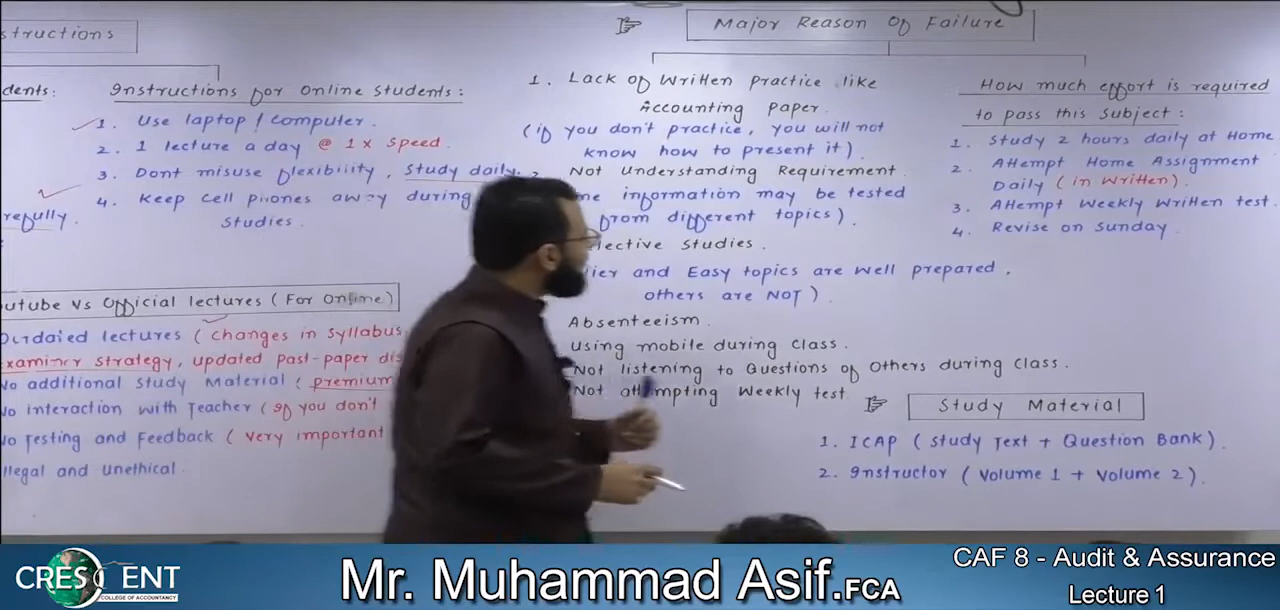 structions
dents:
refully.
Instructions for Online Students:
1. Use laptop / computer.
2. 1 lecture a day @ 1x Speed.
3. Dont misuse flexibility, Study daily.
4. Keep Cell phones away during
Studies.
outube Vs Official lectures (For Online)
Outdated lectures (changes in Syllabus,
Examiner strategy, updated past-paper dis
No additional Study Material (premium
No interaction with Teacher (If you don't
No Testing and Feedback (Very important
Illegal and Unethical.
Major Reason Of Failure
1. Lack of Written practice like
Accounting paper.
(if you don't practice, you will not
know how to present it).
2. Not Understanding Requirement.
me information may be tested
from different topics).
lective Studies.
lier and Easy topics are well prepared,
others are NOT).
Absenteeism.
Using mobile during Class.
Not listening to Questions of Others during Class.
Not attempting Weekly test
How much effort is required
to pass this Subject:
1. Study 2 hours daily at Home
2. Attempt Home Assignment
Daily (in written).
3. Attempt Weekly Written test.
4. Revise on Sunday.
Study Material
1. ICAP (Study Text + Question Bank).
2. Instructor (Volume 1 + Volume 2).
CRESCENT
COLLEGE OF ACCOUNTANCY
Mr. Muhammad Asif.FCA
CAF 8 - Audit & Assurance
Lecture 1